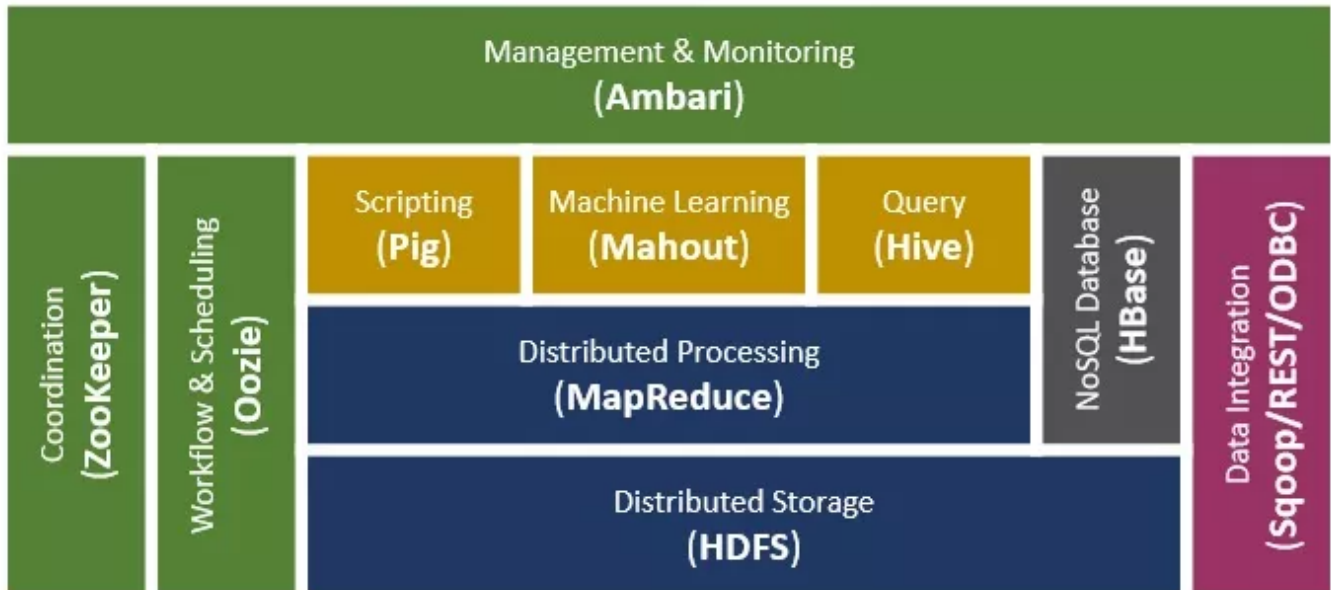 Management & Monitoring
(Ambari)
Coordination
(ZooKeeper)
Workflow & Scheduling
(Oozie)
Scripting
(Pig)
Machine Learning
(Mahout)
Query
(Hive)
NoSQL Database
(HBase)
Data Integration
(Sqoop/REST/ODBC)
Distributed Processing
(MapReduce)
Distributed Storage
(HDFS)